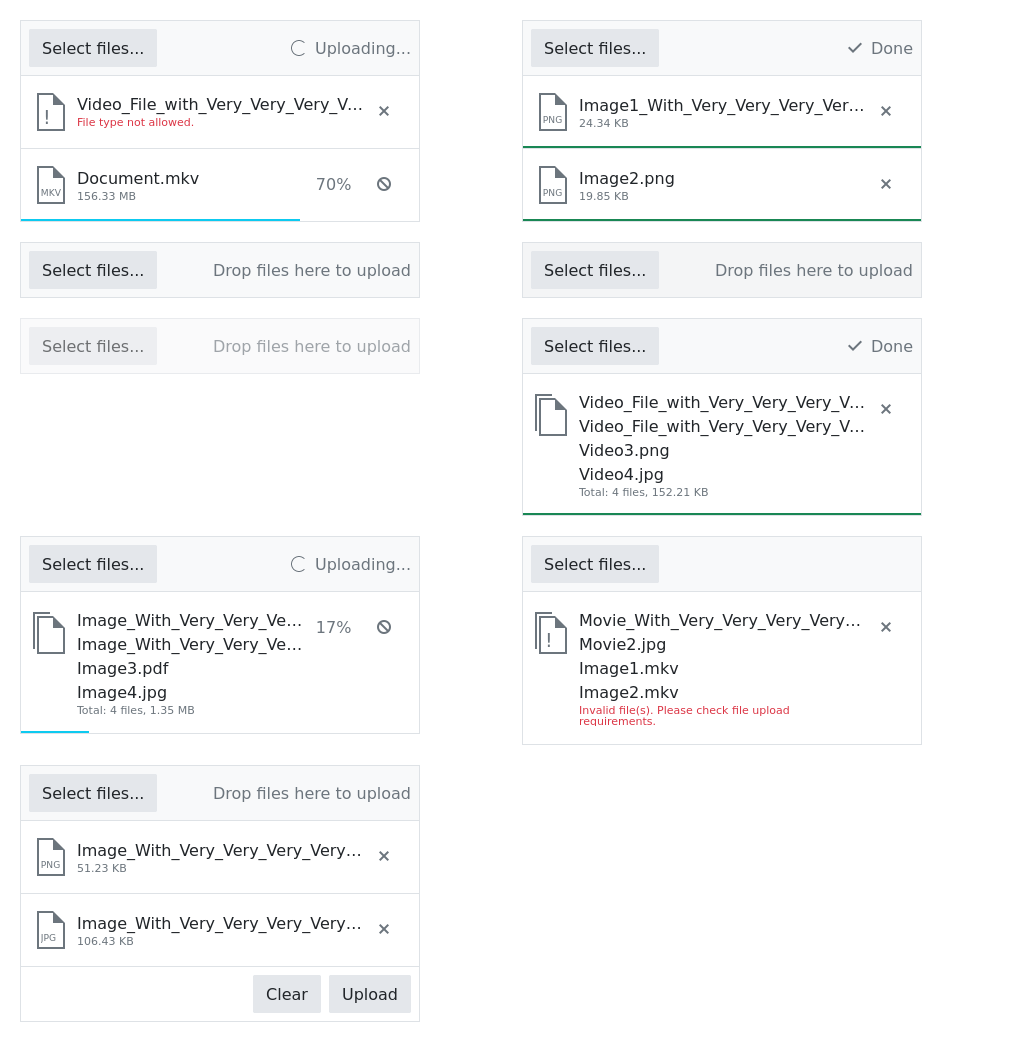 Select files...
Uploading...
Video_File_with_Very_Very_Very_V...
File type not allowed.
MKV
Document.mkv
156.33 MB
70%
Select files...
Done
PNG
Image1_With_Very_Very_Very_Ver...
24.34 KB
PNG
Image2.png
19.85 KB
Select files...
Drop files here to upload
Select files...
Drop files here to upload
Select files...
Drop files here to upload
Select files...
Done
Video_File_with_Very_Very_Very_V...
Video_File_with_Very_Very_Very_V...
Video3.png
Video4.jpg
Total: 4 files, 152.21 KB
Select files...
Uploading...
Image_With_Very_Very_Ve...
17%
Image_With_Very_Very_Ve...
Image3.pdf
Image4.jpg
Total: 4 files, 1.35 MB
Select files...
Movie_With_Very_Very_Very_Very...
Movie2.jpg
Image1.mkv
Image2.mkv
Invalid file(s). Please check file upload
requirements.
Select files...
Drop files here to upload
PNG
Image_With_Very_Very_Very_Very...
51.23 KB
JPG
Image_With_Very_Very_Very_Very...
106.43 KB
Clear
Upload